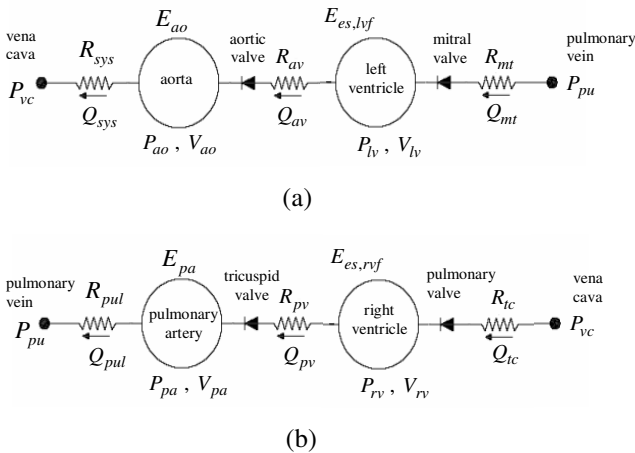 vena cava
P_vc
R_sys
Q_sys
E_ao
aorta
P_ao , V_ao
aortic valve
R_av
Q_av
E_es,lvf
left ventricle
P_lv , V_lv
mitral valve
R_mt
Q_mt
pulmonary vein
P_pu
(a)
pulmonary vein
P_pu
R_pul
Q_pul
E_pa
pulmonary artery
P_pa , V_pa
tricuspid valve
R_pv
Q_pv
E_es,rvf
right ventricle
P_rv , V_rv
pulmonary valve
R_tc
Q_tc
vena cava
P_vc
(b)